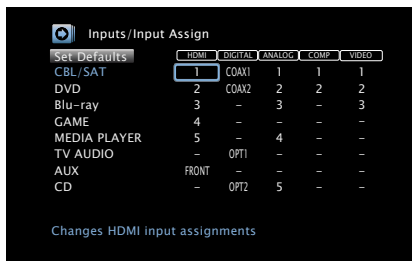 Inputs/Input Assign
Set Defaults HDMI DIGITAL ANALOG COMP VIDEO
CBL/SAT 1 COAX1 1 1 1
DVD 2 COAX2 2 2 2
Blu-ray 3 – 3 – 3
GAME 4 – – – –
MEDIA PLAYER 5 – 4 – –
TV AUDIO – OPT1 – – –
AUX FRONT – – – –
CD – OPT2 5 – –
Changes HDMI input assignments